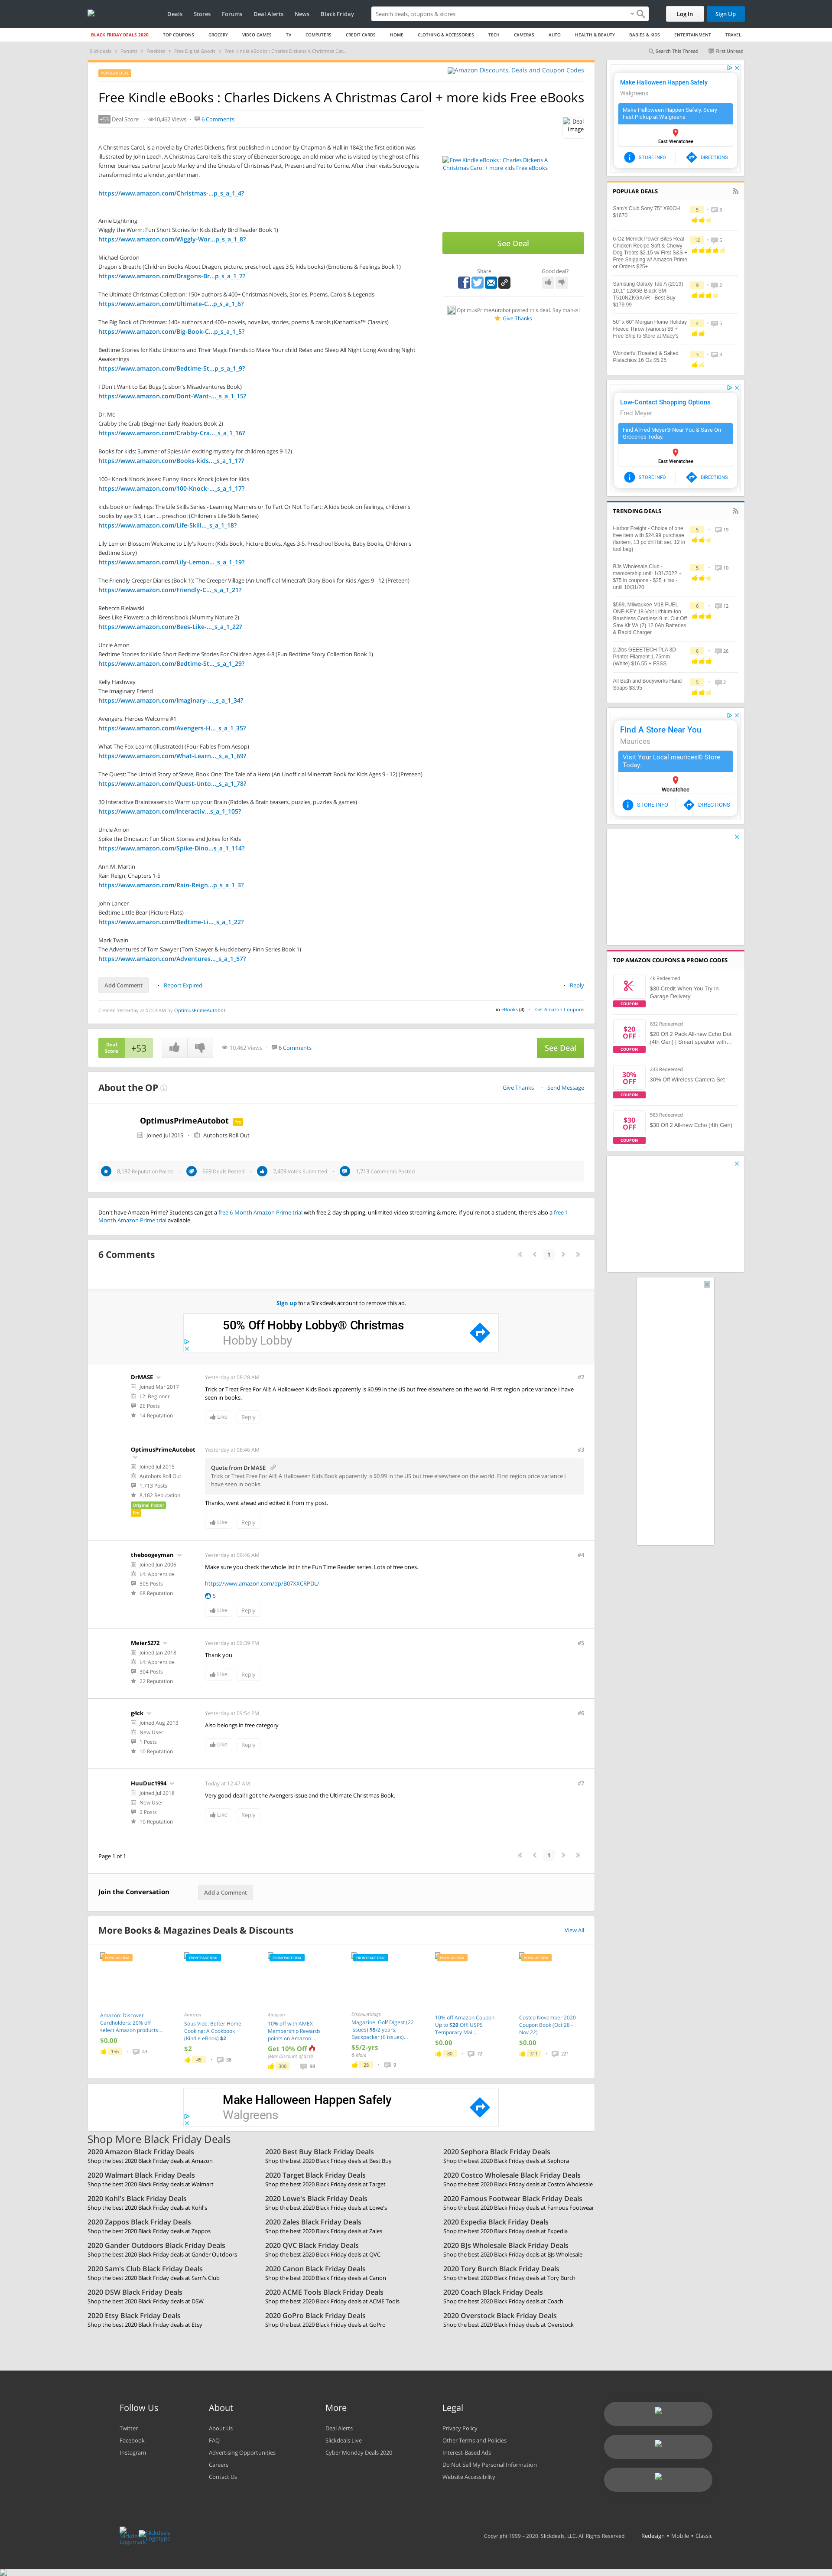 Deals Stores Forums Deal Alerts News Black Friday
Search deals, coupons & stores
Log In Sign Up
BLACK FRIDAY DEALS 2020 TOP COUPONS GROCERY VIDEO GAMES TV COMPUTERS CREDIT CARDS HOME CLOTHING & ACCESSORIES TECH CAMERAS AUTO HEALTH & BEAUTY BABIES & KIDS ENTERTAINMENT TRAVEL
Slickdeals > Forums > Freebies > Free Digital Goods > Free Kindle eBooks : Charles Dickens A Christmas Car...
Search This Thread First Unread
POPULAR DEAL
Amazon Discounts, Deals and Coupon Codes
Free Kindle eBooks : Charles Dickens A Christmas Carol + more kids Free eBooks
+53 Deal Score 10,462 Views 6 Comments
Deal image
A Christmas Carol, is a novella by Charles Dickens, first published in London by Chapman & Hall in 1843; the first edition was
illustrated by John Leech. A Christmas Carol tells the story of Ebenezer Scrooge, an old miser who is visited by the ghost of his
former business partner Jacob Marley and the Ghosts of Christmas Past, Present and Yet to Come. After their visits Scrooge is
transformed into a kinder, gentler man.
https://www.amazon.com/Christmas-...p_s_a_1_4?
Arnie Lightning
Wiggly the Worm: Fun Short Stories for Kids (Early Bird Reader Book 1)
https://www.amazon.com/Wiggly-Wor...p_s_a_1_8?
Michael Gordon
Dragon's Breath: (Children Books About Dragon, picture, preschool, ages 3 5, kids books) (Emotions & Feelings Book 1)
https://www.amazon.com/Dragons-Br...p_s_a_1_7?
The Ultimate Christmas Collection: 150+ authors & 400+ Christmas Novels, Stories, Poems, Carols & Legends
https://www.amazon.com/Ultimate-C...p_s_a_1_6?
The Big Book of Christmas: 140+ authors and 400+ novels, novellas, stories, poems & carols (Kathartika™ Classics)
https://www.amazon.com/Big-Book-C...p_s_a_1_5?
Bedtime Stories for Kids: Unicorns and Their Magic Friends to Make Your child Relax and Sleep All Night Long Avoiding Night
Awakenings
https://www.amazon.com/Bedtime-St...p_s_a_1_9?
I Don't Want to Eat Bugs (Lisbon's Misadventures Book)
https://www.amazon.com/Dont-Want-..._s_a_1_15?
Dr. Mc
Crabby the Crab (Beginner Early Readers Book 2)
https://www.amazon.com/Crabby-Cra..._s_a_1_16?
Books for kids: Summer of Spies (An exciting mystery for children ages 9-12)
https://www.amazon.com/Books-kids..._s_a_1_17?
100+ Knock Knock Jokes: Funny Knock Knock Jokes for Kids
https://www.amazon.com/100-Knock-..._s_a_1_17?
kids book on feelings: The Life Skills Series - Learning Manners or To Fart Or Not To Fart: A kids book on feelings, children's
books by age 3 5, i can ... preschool (Children's Life Skills Series)
https://www.amazon.com/Life-Skill..._s_a_1_18?
Lily Lemon Blossom Welcome to Lily's Room: (Kids Book, Picture Books, Ages 3-5, Preschool Books, Baby Books, Children's
Bedtime Story)
https://www.amazon.com/Lily-Lemon..._s_a_1_19?
The Friendly Creeper Diaries (Book 1): The Creeper Village (An Unofficial Minecraft Diary Book for Kids Ages 9 - 12 (Preteen)
https://www.amazon.com/Friendly-C..._s_a_1_21?
Rebecca Bielawski
Bees Like Flowers: a childrens book (Mummy Nature 2)
https://www.amazon.com/Bees-Like-..._s_a_1_22?
Uncle Amon
Bedtime Stories for Kids: Short Bedtime Stories For Children Ages 4-8 (Fun Bedtime Story Collection Book 1)
https://www.amazon.com/Bedtime-St..._s_a_1_29?
Kelly Hashway
The Imaginary Friend
https://www.amazon.com/Imaginary-..._s_a_1_34?
Avengers: Heroes Welcome #1
https://www.amazon.com/Avengers-H..._s_a_1_35?
What The Fox Learnt (Illustrated) (Four Fables from Aesop)
https://www.amazon.com/What-Learn..._s_a_1_69?
The Quest: The Untold Story of Steve, Book One: The Tale of a Hero (An Unofficial Minecraft Book for Kids Ages 9 - 12) (Preteen)
https://www.amazon.com/Quest-Unto..._s_a_1_78?
30 Interactive Brainteasers to Warm up your Brain (Riddles & Brain teasers, puzzles, puzzles & games)
https://www.amazon.com/Interactiv...s_a_1_105?
Uncle Amon
Spike the Dinosaur: Fun Short Stories and Jokes for Kids
https://www.amazon.com/Spike-Dino...s_a_1_114?
Ann M. Martin
Rain Reign, Chapters 1-5
https://www.amazon.com/Rain-Reign...p_s_a_1_3?
John Lancer
Bedtime Little Bear (Picture Flats)
https://www.amazon.com/Bedtime-Li..._s_a_1_22?
Mark Twain
The Adventures of Tom Sawyer (Tom Sawyer & Huckleberry Finn Series Book 1)
https://www.amazon.com/Adventures..._s_a_1_57?
Add Comment Report Expired Reply
Created Yesterday at 07:45 AM by OptimusPrimeAutobot in eBooks (4) Get Amazon Coupons
Free Kindle eBooks : Charles Dickens A
Christmas Carol + more kids Free eBooks
See Deal
Share Good deal?
OptimusPrimeAutobot posted this deal. Say thanks!
Give Thanks
Deal Score +53 10,462 Views 6 Comments See Deal
About the OP Give Thanks Send Message
OptimusPrimeAutobot Pro
Joined Jul 2015 Autobots Roll Out
8,182 Reputation Points 669 Deals Posted 2,409 Votes Submitted 1,713 Comments Posted
Don't have Amazon Prime? Students can get a free 6-Month Amazon Prime trial with free 2-day shipping, unlimited video streaming & more. If you're not a student, there's also a free 1-
Month Amazon Prime trial available.
6 Comments 1
Sign up for a Slickdeals account to remove this ad.
50% Off Hobby Lobby® Christmas
Hobby Lobby
DrMASE Yesterday at 08:28 AM #2
Joined Mar 2017
L2: Beginner
26 Posts
14 Reputation
Trick or Treat Free For All!: A Halloween Kids Book apparently is $0.99 in the US but free elsewhere on the world. First region price variance I have
seen in books.
Like Reply
OptimusPrimeAutobot Yesterday at 08:46 AM #3
Joined Jul 2015
Autobots Roll Out
1,713 Posts
8,182 Reputation
Original Poster
Pro
Quote from DrMASE
Trick or Treat Free For All!: A Halloween Kids Book apparently is $0.99 in the US but free elsewhere on the world. First region price variance I
have seen in books.
Thanks, went ahead and edited it from my post.
Like Reply
theboogeyman Yesterday at 09:46 AM #4
Joined Jun 2006
L4: Apprentice
505 Posts
68 Reputation
Make sure you check the whole list in the Fun Time Reader series. Lots of free ones.
https://www.amazon.com/dp/B07XXCRPDL/
5
Like Reply
Meier5272 Yesterday at 09:39 PM #5
Joined Jan 2018
L4: Apprentice
304 Posts
22 Reputation
Thank you
Like Reply
g4ck Yesterday at 09:54 PM #6
Joined Aug 2013
New User
1 Posts
10 Reputation
Also belongs in free category
Like Reply
HuuDuc1994 Today at 12:47 AM #7
Joined Jul 2018
New User
2 Posts
10 Reputation
Very good deal! I got the Avengers issue and the Ultimate Christmas Book.
Like Reply
Page 1 of 1 1
Join the Conversation Add a Comment
More Books & Magazines Deals & Discounts View All
POPULAR DEAL
Amazon: Discover
Cardholders: 20% off
select Amazon products...
$0.00
156 43
FRONTPAGE DEAL
Amazon
Sous Vide: Better Home
Cooking: A Cookbook
(Kindle eBook) $2
$2
45 38
FRONTPAGE DEAL
Amazon
10% off with AMEX
Membership Rewards
points on Amazon,...
Get 10% Off
(Max Discount of $10)
300 98
FRONTPAGE DEAL
DiscountMags
Magazine: Golf Digest (22
issues) $5/2 years,
Backpacker (6 issues)...
$5/2-yrs
& More
28 9
POPULAR DEAL
10% off Amazon Coupon
Up to $20 Off: USPS
Temporary Mail...
$0.00
80 72
POPULAR DEAL
Costco November 2020
Coupon Book (Oct 28 -
Nov 22)
$0.00
311 221
Make Halloween Happen Safely
Walgreens
Shop More Black Friday Deals
2020 Amazon Black Friday Deals
Shop the best 2020 Black Friday deals at Amazon
2020 Best Buy Black Friday Deals
Shop the best 2020 Black Friday deals at Best Buy
2020 Sephora Black Friday Deals
Shop the best 2020 Black Friday deals at Sephora
2020 Walmart Black Friday Deals
Shop the best 2020 Black Friday deals at Walmart
2020 Target Black Friday Deals
Shop the best 2020 Black Friday deals at Target
2020 Costco Wholesale Black Friday Deals
Shop the best 2020 Black Friday deals at Costco Wholesale
2020 Kohl's Black Friday Deals
Shop the best 2020 Black Friday deals at Kohl's
2020 Lowe's Black Friday Deals
Shop the best 2020 Black Friday deals at Lowe's
2020 Famous Footwear Black Friday Deals
Shop the best 2020 Black Friday deals at Famous Footwear
2020 Zappos Black Friday Deals
Shop the best 2020 Black Friday deals at Zappos
2020 Zales Black Friday Deals
Shop the best 2020 Black Friday deals at Zales
2020 Expedia Black Friday Deals
Shop the best 2020 Black Friday deals at Expedia
2020 Gander Outdoors Black Friday Deals
Shop the best 2020 Black Friday deals at Gander Outdoors
2020 QVC Black Friday Deals
Shop the best 2020 Black Friday deals at QVC
2020 BJs Wholesale Black Friday Deals
Shop the best 2020 Black Friday deals at BJs Wholesale
2020 Sam's Club Black Friday Deals
Shop the best 2020 Black Friday deals at Sam's Club
2020 Canon Black Friday Deals
Shop the best 2020 Black Friday deals at Canon
2020 Tory Burch Black Friday Deals
Shop the best 2020 Black Friday deals at Tory Burch
2020 DSW Black Friday Deals
Shop the best 2020 Black Friday deals at DSW
2020 ACME Tools Black Friday Deals
Shop the best 2020 Black Friday deals at ACME Tools
2020 Coach Black Friday Deals
Shop the best 2020 Black Friday deals at Coach
2020 Etsy Black Friday Deals
Shop the best 2020 Black Friday deals at Etsy
2020 GoPro Black Friday Deals
Shop the best 2020 Black Friday deals at GoPro
2020 Overstock Black Friday Deals
Shop the best 2020 Black Friday deals at Overstock
Make Halloween Happen Safely
Walgreens
Make Halloween Happen Safely. Scary
Fast Pickup at Walgreens
East Wenatchee
STORE INFO DIRECTIONS
POPULAR DEALS
Sam's Club Sony 75" X90CH
$1670
5 3
6-Oz Merrick Power Bites Real
Chicken Recipe Soft & Chewy
Dog Treats $2.15 w/ First S&S +
Free Shipping w/ Amazon Prime
or Orders $25+
12 5
Samsung Galaxy Tab A (2019)
10.1" 128GB Black SM-
T510NZKGXAR - Best Buy
$179.99
9 2
50" x 60" Morgan Home Holiday
Fleece Throw (various) $6 +
Free Ship to Store at Macy's
4 5
Wonderful Roasted & Salted
Pistachios 16 Oz $5.25
3 3
Low-Contact Shopping Options
Fred Meyer
Find A Fred Meyer® Near You & Save On
Groceries Today.
East Wenatchee
STORE INFO DIRECTIONS
TRENDING DEALS
Harbor Freight - Choice of one
free item with $24.99 purchase
(lantern, 13 pc drill bit set, 12 in
tool bag)
5 19
BJs Wholesale Club -
membership until 1/31/2022 +
$75 in coupons - $25 + tax -
until 10/31/20
5 10
$599, Milwaukee M18 FUEL
ONE-KEY 18-Volt Lithium-Ion
Brushless Cordless 9 in. Cut Off
Saw Kit W/ (2) 12.0Ah Batteries
& Rapid Charger
6 12
2.2lbs GEEETECH PLA 3D
Printer Filament 1.75mm
(White) $16.55 + FSSS
6 26
All Bath and Bodyworks Hand
Soaps $3.95
5 2
Find A Store Near You
Maurices
Visit Your Local maurices® Store
Today.
Wenatchee
STORE INFO DIRECTIONS
TOP AMAZON COUPONS & PROMO CODES
4k Redeemed
$30 Credit When You Try In-
Garage Delivery
COUPON
832 Redeemed
$20 OFF
$20 Off 2 Pack All-new Echo Dot
(4th Gen) | Smart speaker with...
COUPON
233 Redeemed
30% OFF
30% Off Wireless Camera Set
COUPON
563 Redeemed
$30 OFF
$30 Off 2 All-new Echo (4th Gen)
COUPON
Follow Us
Twitter
Facebook
Instagram
About
About Us
FAQ
Advertising Opportunities
Careers
Contact Us
More
Deal Alerts
Slickdeals Live
Cyber Monday Deals 2020
Legal
Privacy Policy
Other Terms and Policies
Interest-Based Ads
Do Not Sell My Personal Information
Website Accessibility
Slickdeals Logotype
Copyright 1999 - 2020. Slickdeals, LLC. All Rights Reserved. Redesign • Mobile • Classic